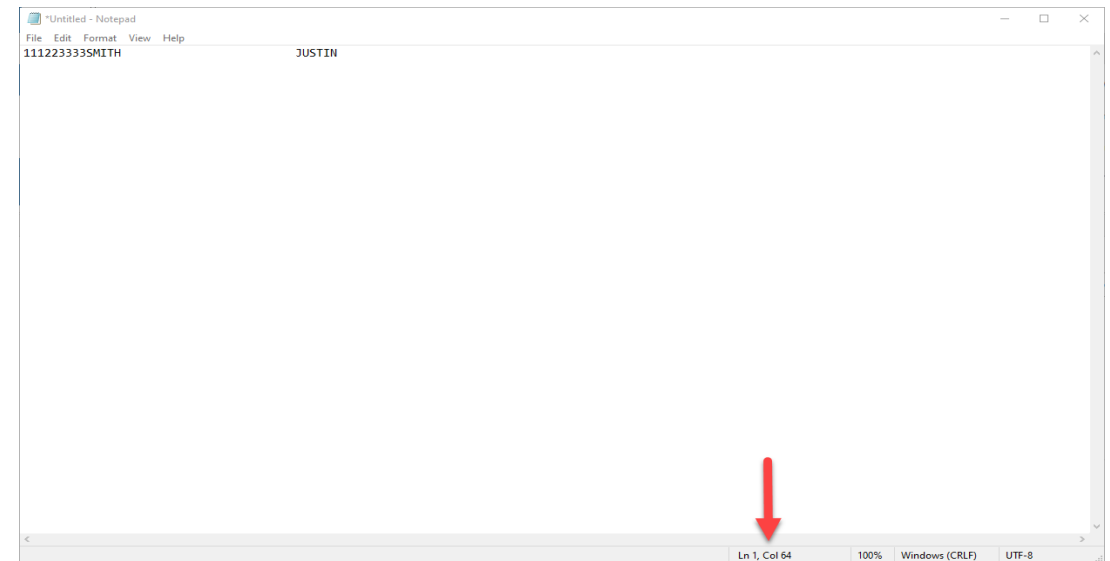 *Untitled - Notepad
File Edit Format View Help
111223333SMITH                         JUSTIN
Ln 1, Col 64 100% Windows (CRLF) UTF-8